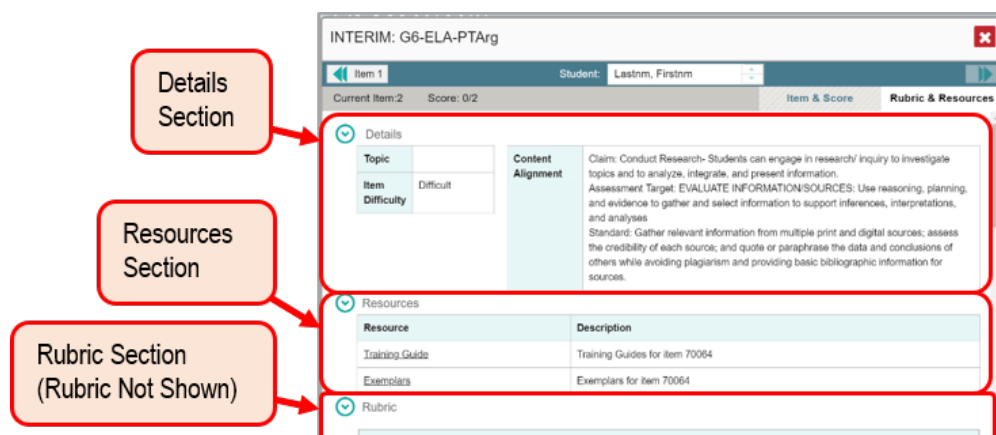 INTERIM: G6-ELA-PTArg
Item 1
Student:
Lastnm, Firstnm
Current Item:2
Score: 0/2
Item & Score
Rubric & Resources
Details
Section
Details
Topic
Item
Difficulty
Difficult
Content
Alignment
Claim: Conduct Research- Students can engage in research/ inquiry to investigate
topics and to analyze, integrate, and present information.
Assessment Target: EVALUATE INFORMATION/SOURCES: Use reasoning, planning,
and evidence to gather and select information to support inferences, interpretations,
and analyses
Standard: Gather relevant information from multiple print and digital sources; assess
the credibility of each source; and quote or paraphrase the data and conclusions of
others while avoiding plagiarism and providing basic bibliographic information for
sources.
Resources
Section
Resources
Resource
Description
Training Guide
Training Guides for item 70064
Exemplars
Exemplars for item 70064
Rubric Section
(Rubric Not Shown)
Rubric